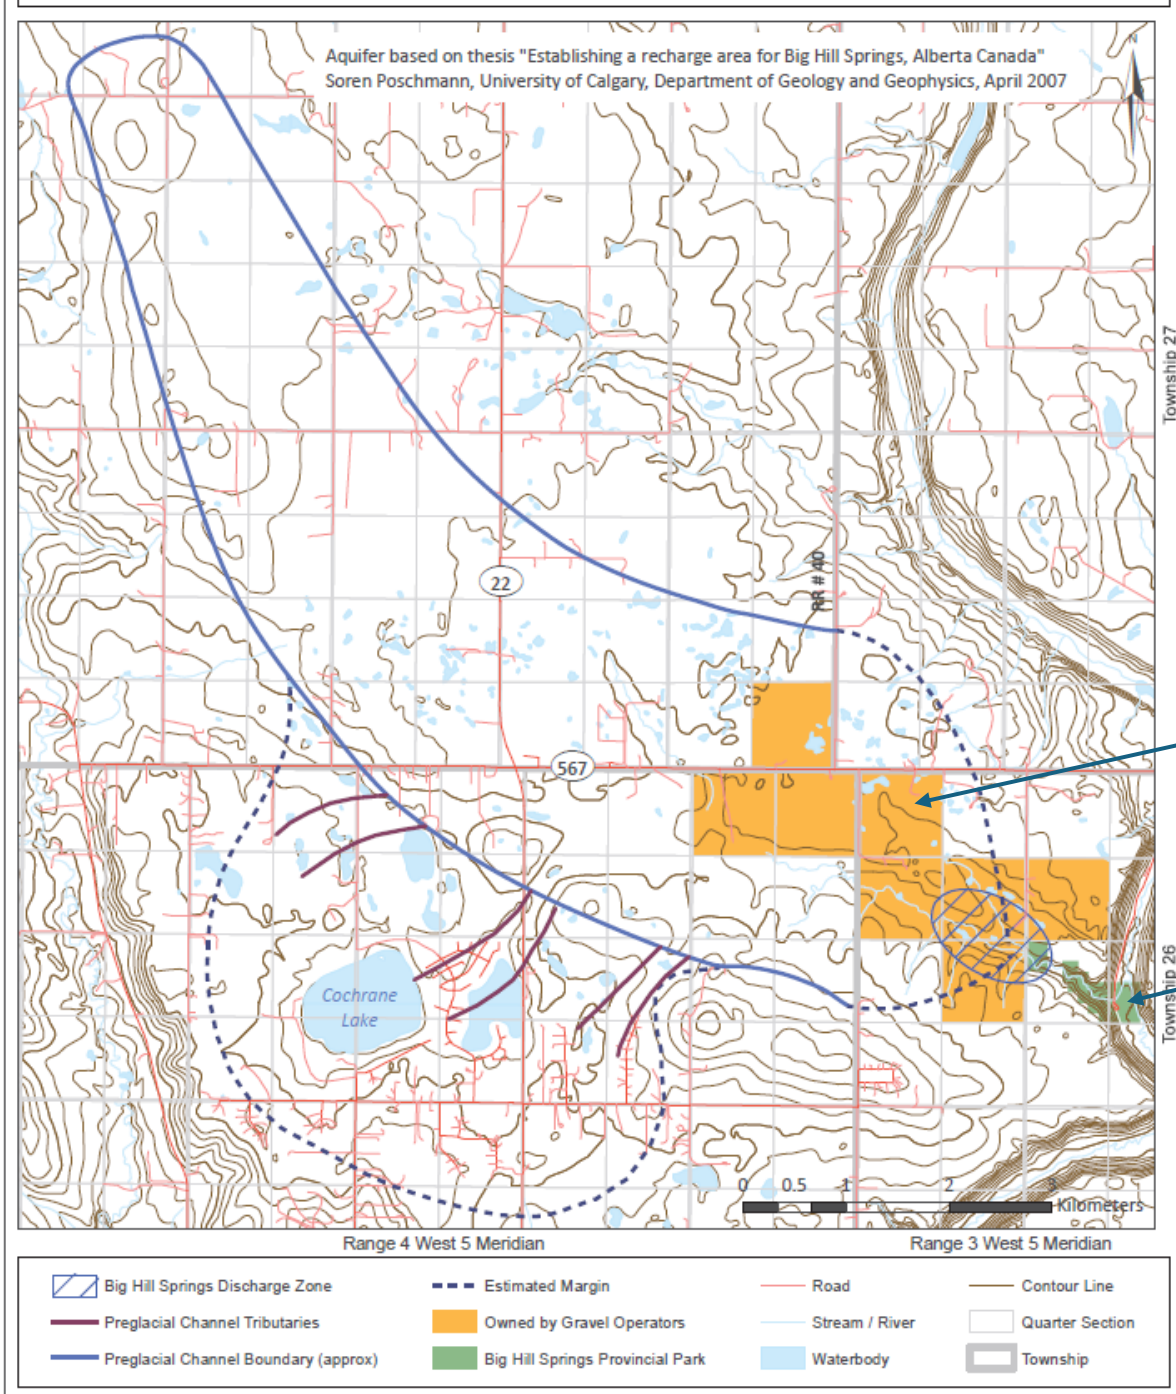 Aquifer based on thesis "Establishing a recharge area for Big Hill Springs, Alberta Canada"
Soren Poschmann, University of Calgary, Department of Geology and Geophysics, April 2007
N
Township 27
RR # 40
22
567
Cochrane
Lake
Township 26
0 0.5 1 2 3
Kilometers
Range 4 West 5 Meridian
Range 3 West 5 Meridian
Big Hill Springs Discharge Zone
Estimated Margin
Road
Contour Line
Preglacial Channel Tributaries
Owned by Gravel Operators
Stream / River
Quarter Section
Preglacial Channel Boundary (approx)
Big Hill Springs Provincial Park
Waterbody
Township